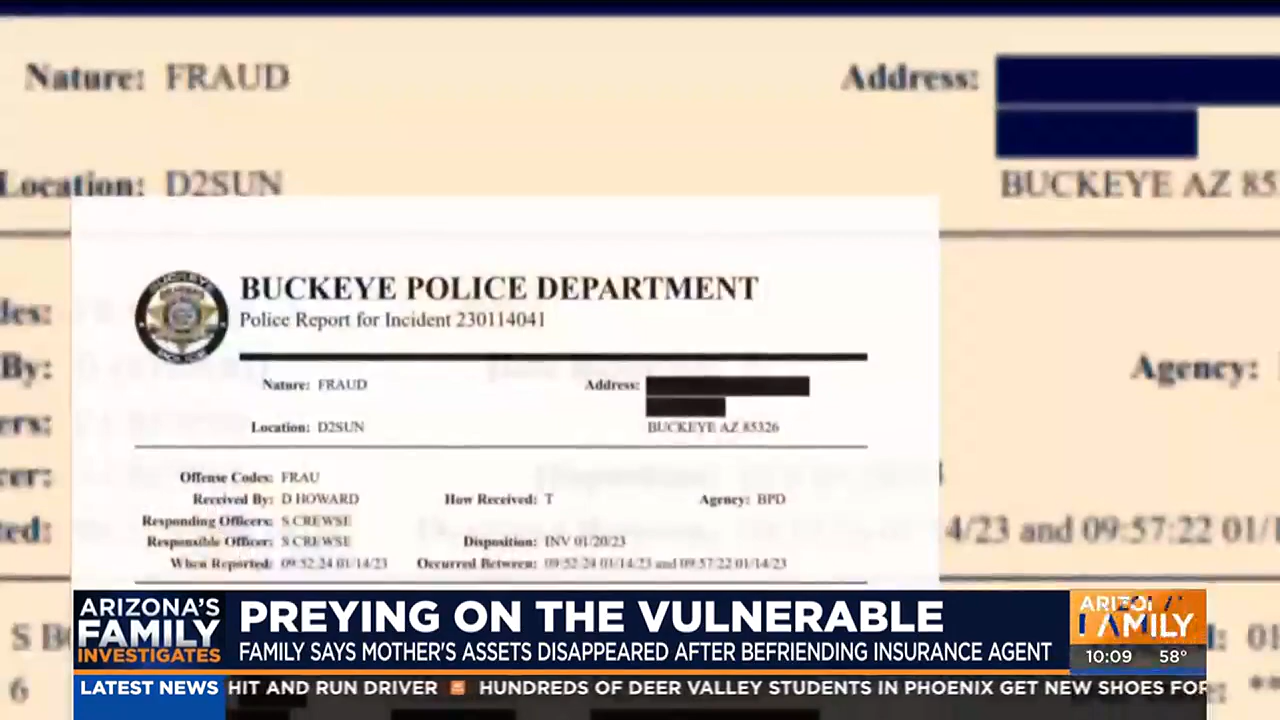 Nature: FRAUD
Address:
Location: D2SUN
BUCKEYE AZ 85
BUCKEYE POLICE DEPARTMENT
Police Report for Incident 230114041
Nature: FRAUD
Address:
Location: D2SUN
BUCKEYE AZ 85326
Offense Codes: FRAU
Received By: D HOWARD
How Received: T
Agency: BPD
Responding Officers: S CREWSE
Responsible Officer: S CREWSE
Disposition: INV 01/20/23
When Reported: 09:52:24 01/14/23
Occurred Between: 09:52:24 01/14/23 and 09:57:22 01/14/23
By:
Agency:
4/23 and 09:57:22 01/1
6
ARIZONA'S
FAMILY
INVESTIGATES
PREYING ON THE VULNERABLE
FAMILY SAYS MOTHER'S ASSETS DISAPPEARED AFTER BEFRIENDING INSURANCE AGENT
FAMILY
10:09 58°
LATEST NEWS
HIT AND RUN DRIVER
HUNDREDS OF DEER VALLEY STUDENTS IN PHOENIX GET NEW SHOES FOR